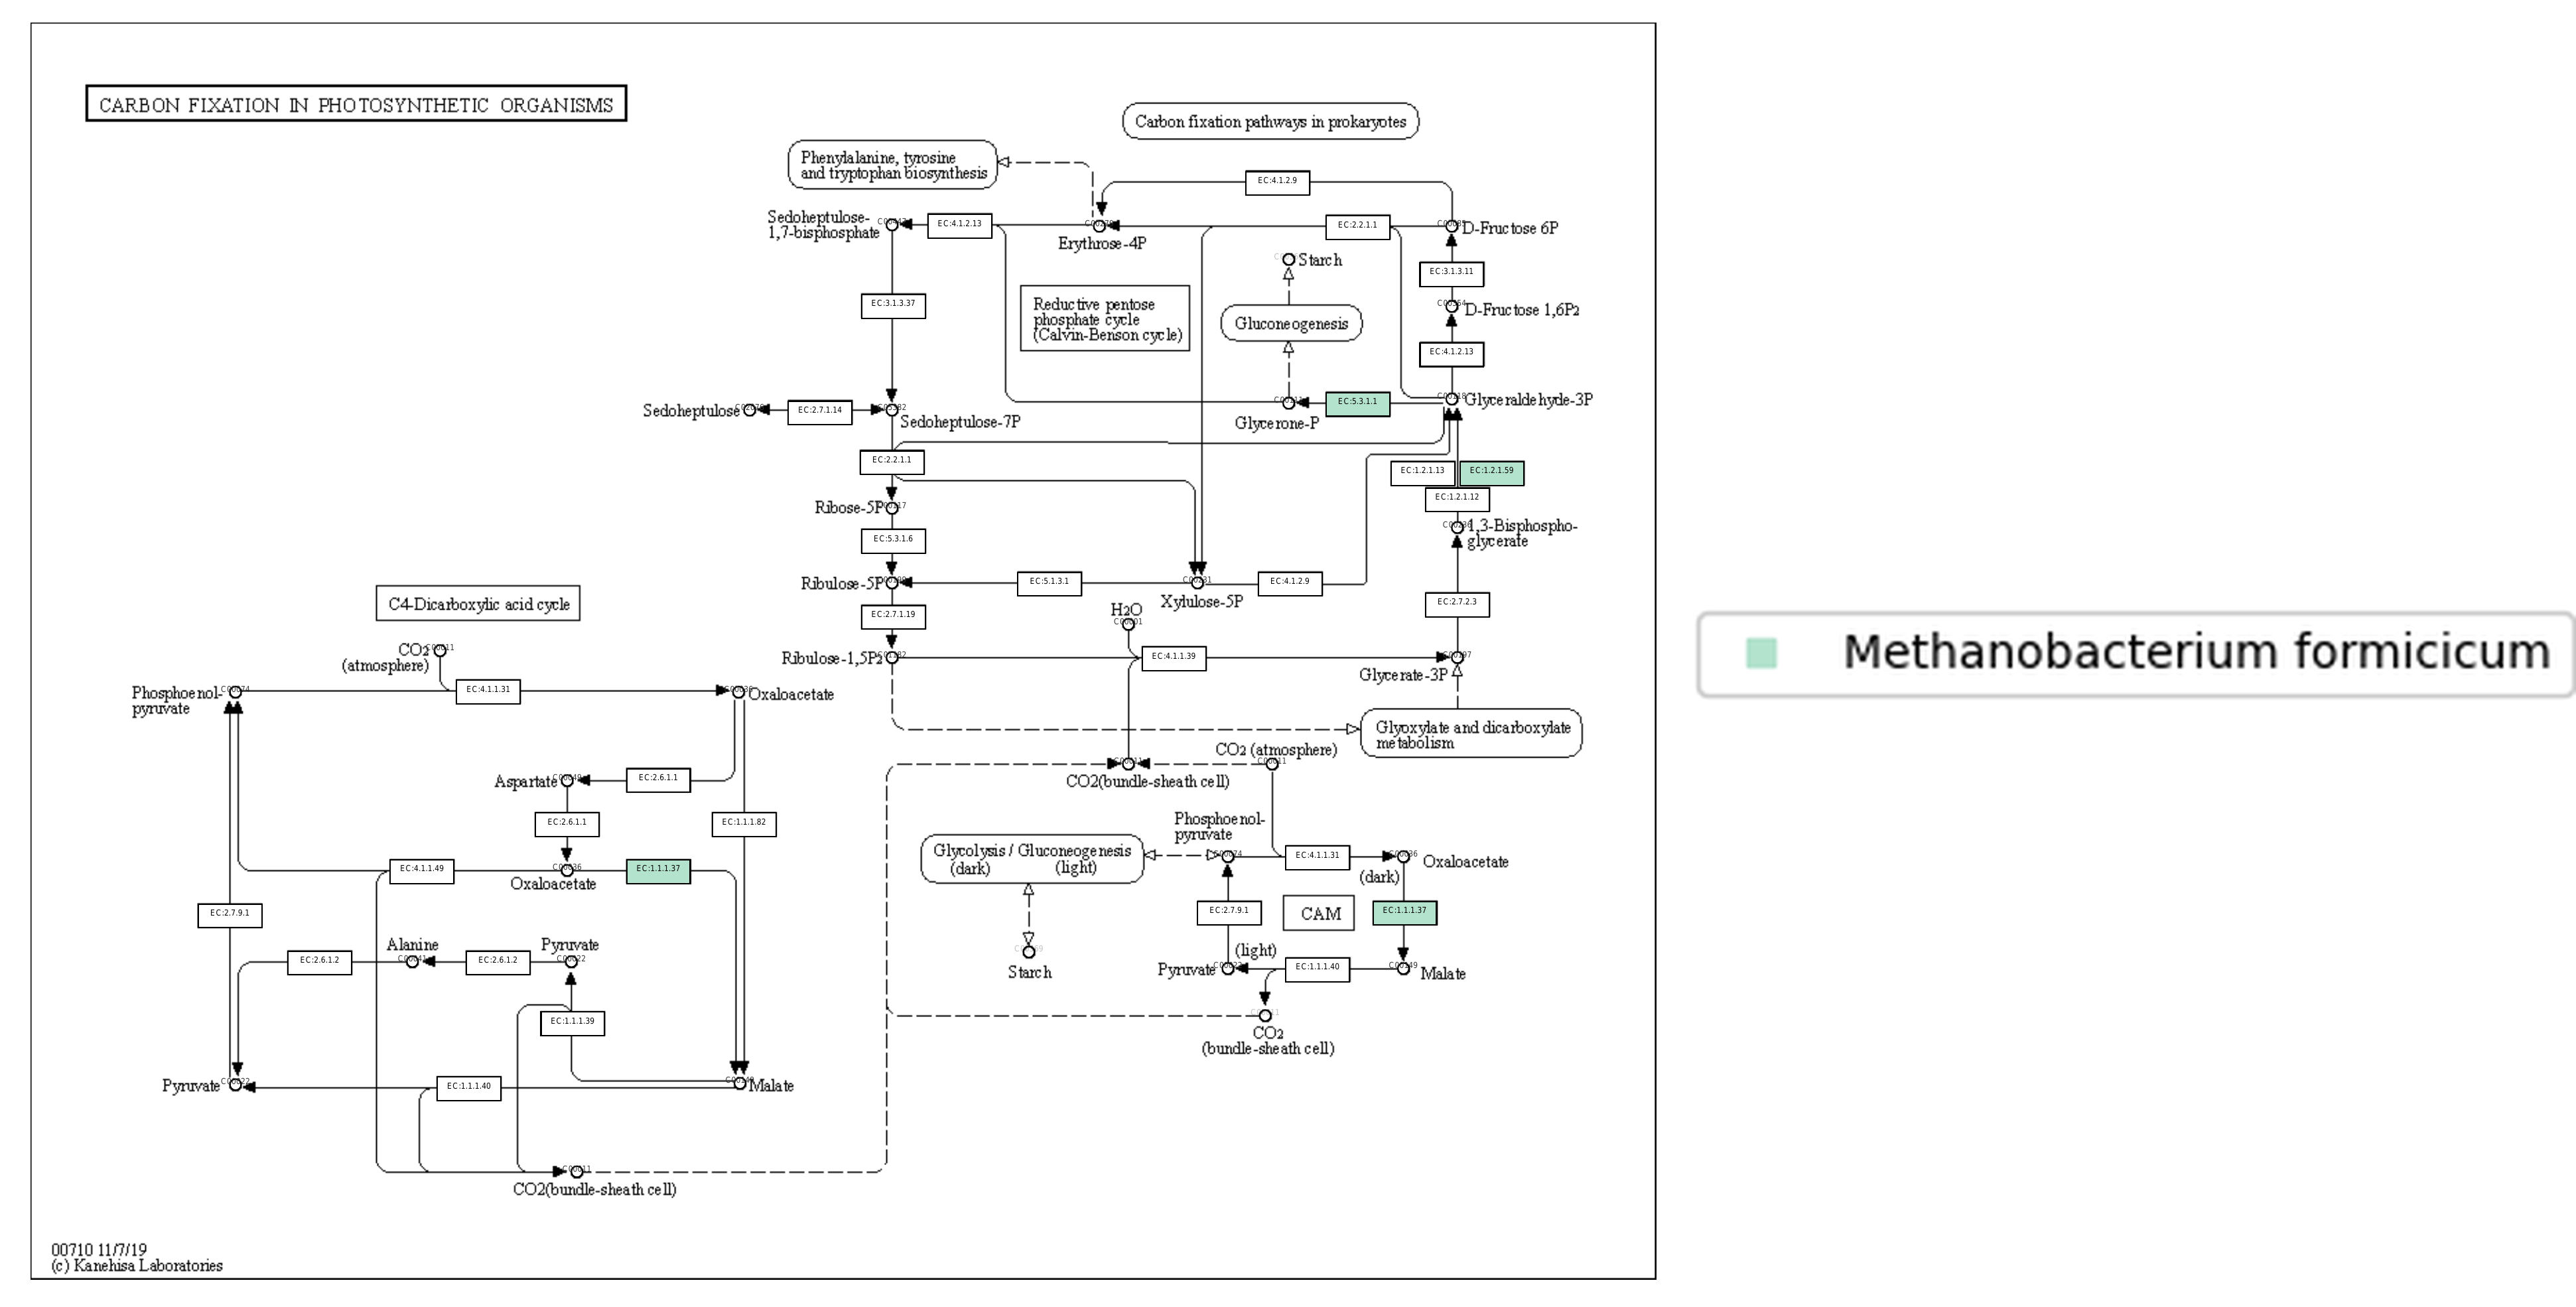 CARBON FIXATION IN PHOTOSYNTHETIC ORGANISMS
Carbon fixation pathways in prokaryotes
Phenylalanine, tyrosine
and tryptophan biosynthesis
EC:4.1.2.9
Sedoheptulose-
1,7-bisphosphate
EC:4.1.2.13
Erythrose-4P
EC:2.2.1.1
D-Fructose 6P
Starch
EC:3.1.3.11
EC:3.1.3.37
Reductive pentose
phosphate cycle
(Calvin-Benson cycle)
Gluconeogenesis
D-Fructose 1,6P2
EC:4.1.2.13
Sedoheptulose
EC:2.7.1.14
Sedoheptulose-7P
Glycerone-P
EC:5.3.1.1
Glyceraldehyde-3P
EC:2.2.1.1
EC:1.2.1.13
EC:1.2.1.59
EC:1.2.1.12
Ribose-5P
1,3-Bisphospho-
glycerate
EC:5.3.1.6
Ribulose-5P
EC:5.1.3.1
Xylulose-5P
EC:4.1.2.9
EC:2.7.2.3
C4-Dicarboxylic acid cycle
EC:2.7.1.19
H2O
C00001
Ribulose-1,5P2
EC:4.1.1.39
Glycerate-3P
Methanobacterium formicicum
CO2
(atmosphere)
C00011
Phosphoenol-
pyruvate
EC:4.1.1.31
Oxaloacetate
Glyoxylate and dicarboxylate
metabolism
CO2 (atmosphere)
CO2(bundle-sheath cell)
Aspartate
EC:2.6.1.1
EC:2.6.1.1
EC:1.1.1.82
Phosphoenol-
pyruvate
Glycolysis / Gluconeogenesis
(dark) (light)
EC:4.1.1.31
Oxaloacetate
(dark)
EC:4.1.1.49
Oxaloacetate
EC:1.1.1.37
EC:2.7.9.1
EC:2.7.9.1
CAM
EC:1.1.1.37
Alanine
Pyruvate
EC:2.6.1.2
EC:2.6.1.2
(light)
Starch
Pyruvate
EC:1.1.1.40
Malate
EC:1.1.1.39
CO2
(bundle-sheath cell)
Pyruvate
EC:1.1.1.40
Malate
CO2(bundle-sheath cell)
00710 11/7/19
(c) Kanehisa Laboratories